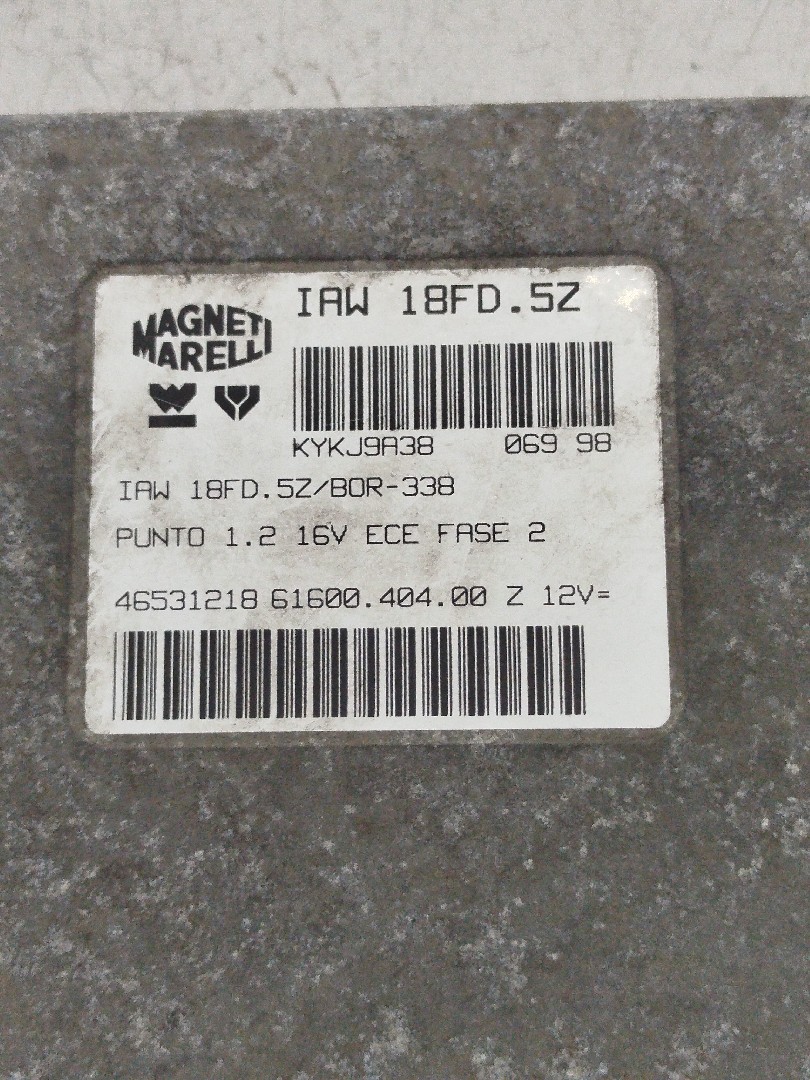 IAW 18FD.5Z
MAGNETI
MARELLI
KYKJ9A38 069 98
IAW 18FD.5Z/BOR-338
PUNTO 1.2 16V ECE FASE 2
46531218 61600.404.00 Z 12V=